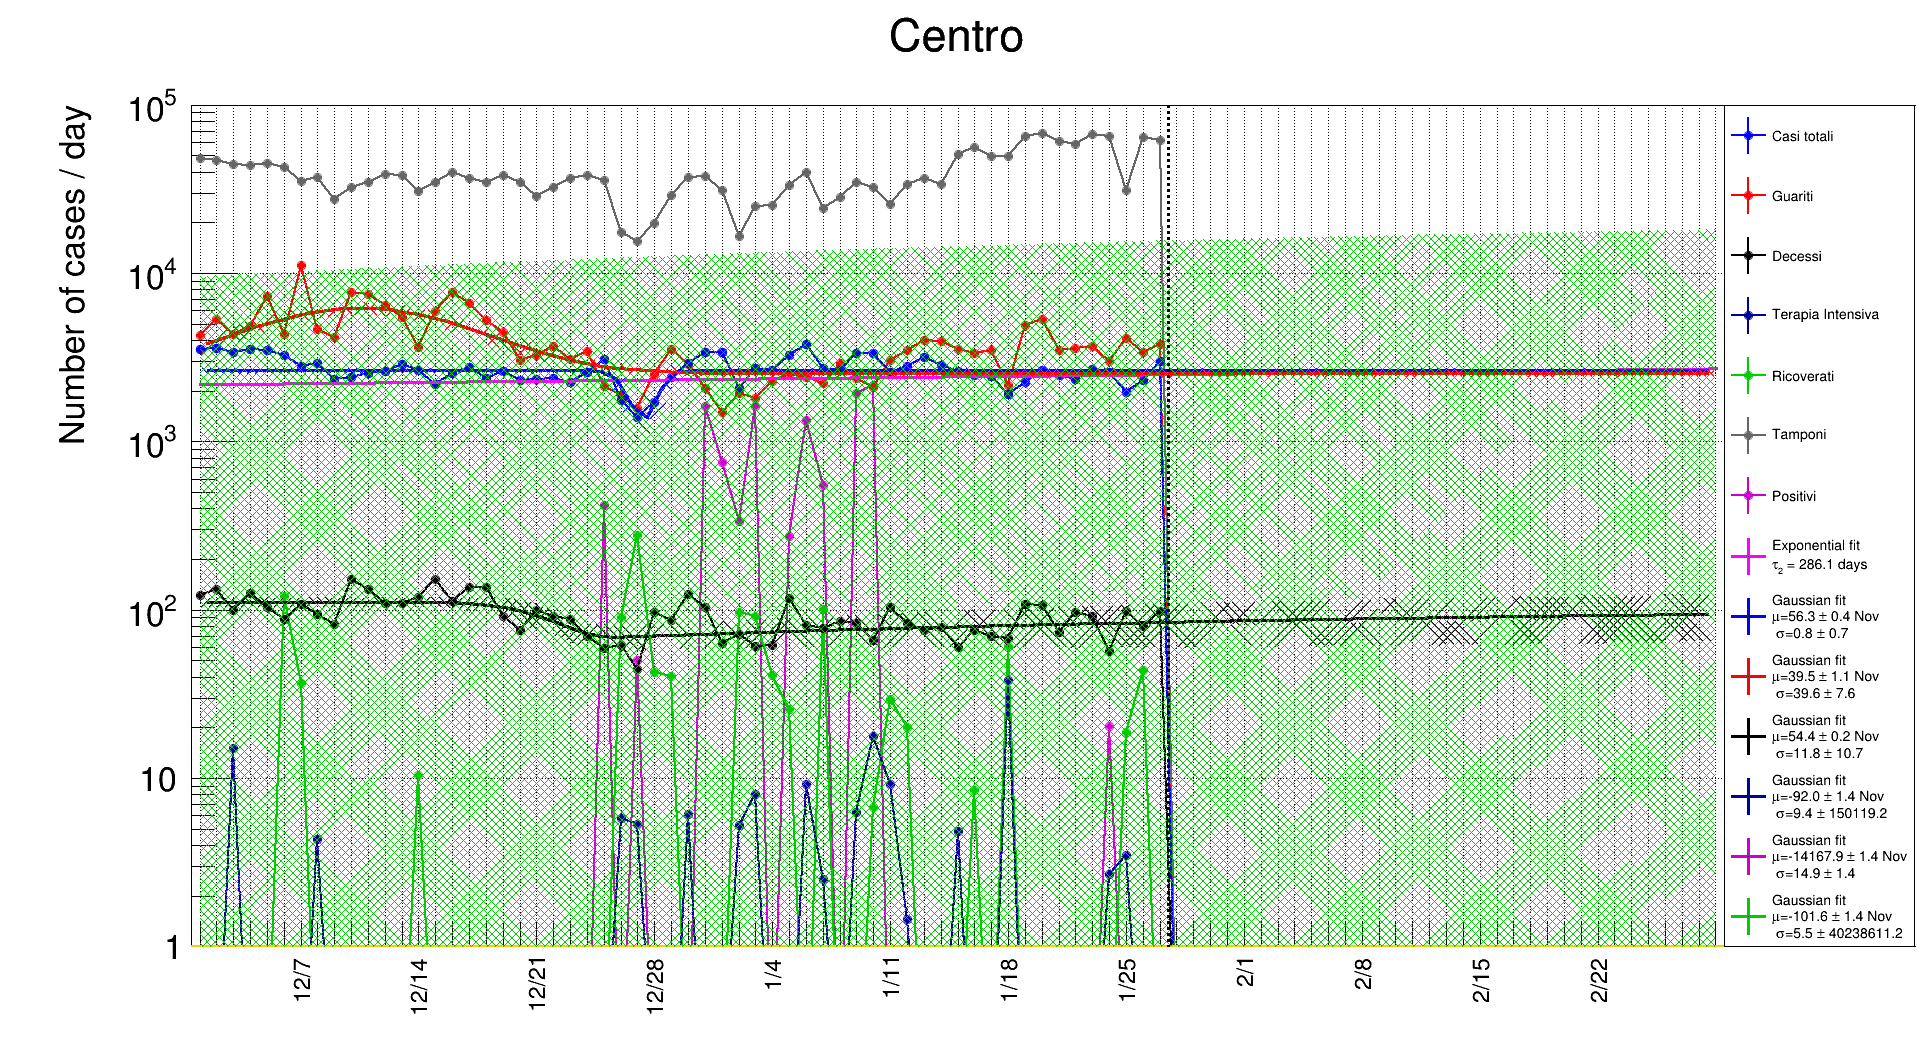 Centro
Number of cases / day
10^5
10^4
10^3
10^2
10
1
12/7
12/14
12/21
12/28
1/4
1/11
1/18
1/25
2/1
2/8
2/15
2/22
Casi totali
Guariti
Decessi
Terapia Intensiva
Ricoverati
Tamponi
Positivi
Exponential fit
τ₂ = 286.1 days
Gaussian fit
μ=56.3 ± 0.4 Nov
σ=0.8 ± 0.7
Gaussian fit
μ=39.5 ± 1.1 Nov
σ=39.6 ± 7.6
Gaussian fit
μ=54.4 ± 0.2 Nov
σ=11.8 ± 10.7
Gaussian fit
μ=-92.0 ± 1.4 Nov
σ=9.4 ± 150119.2
Gaussian fit
μ=-14167.9 ± 1.4 Nov
σ=14.9 ± 1.4
Gaussian fit
μ=-101.6 ± 1.4 Nov
σ=5.5 ± 40238611.2